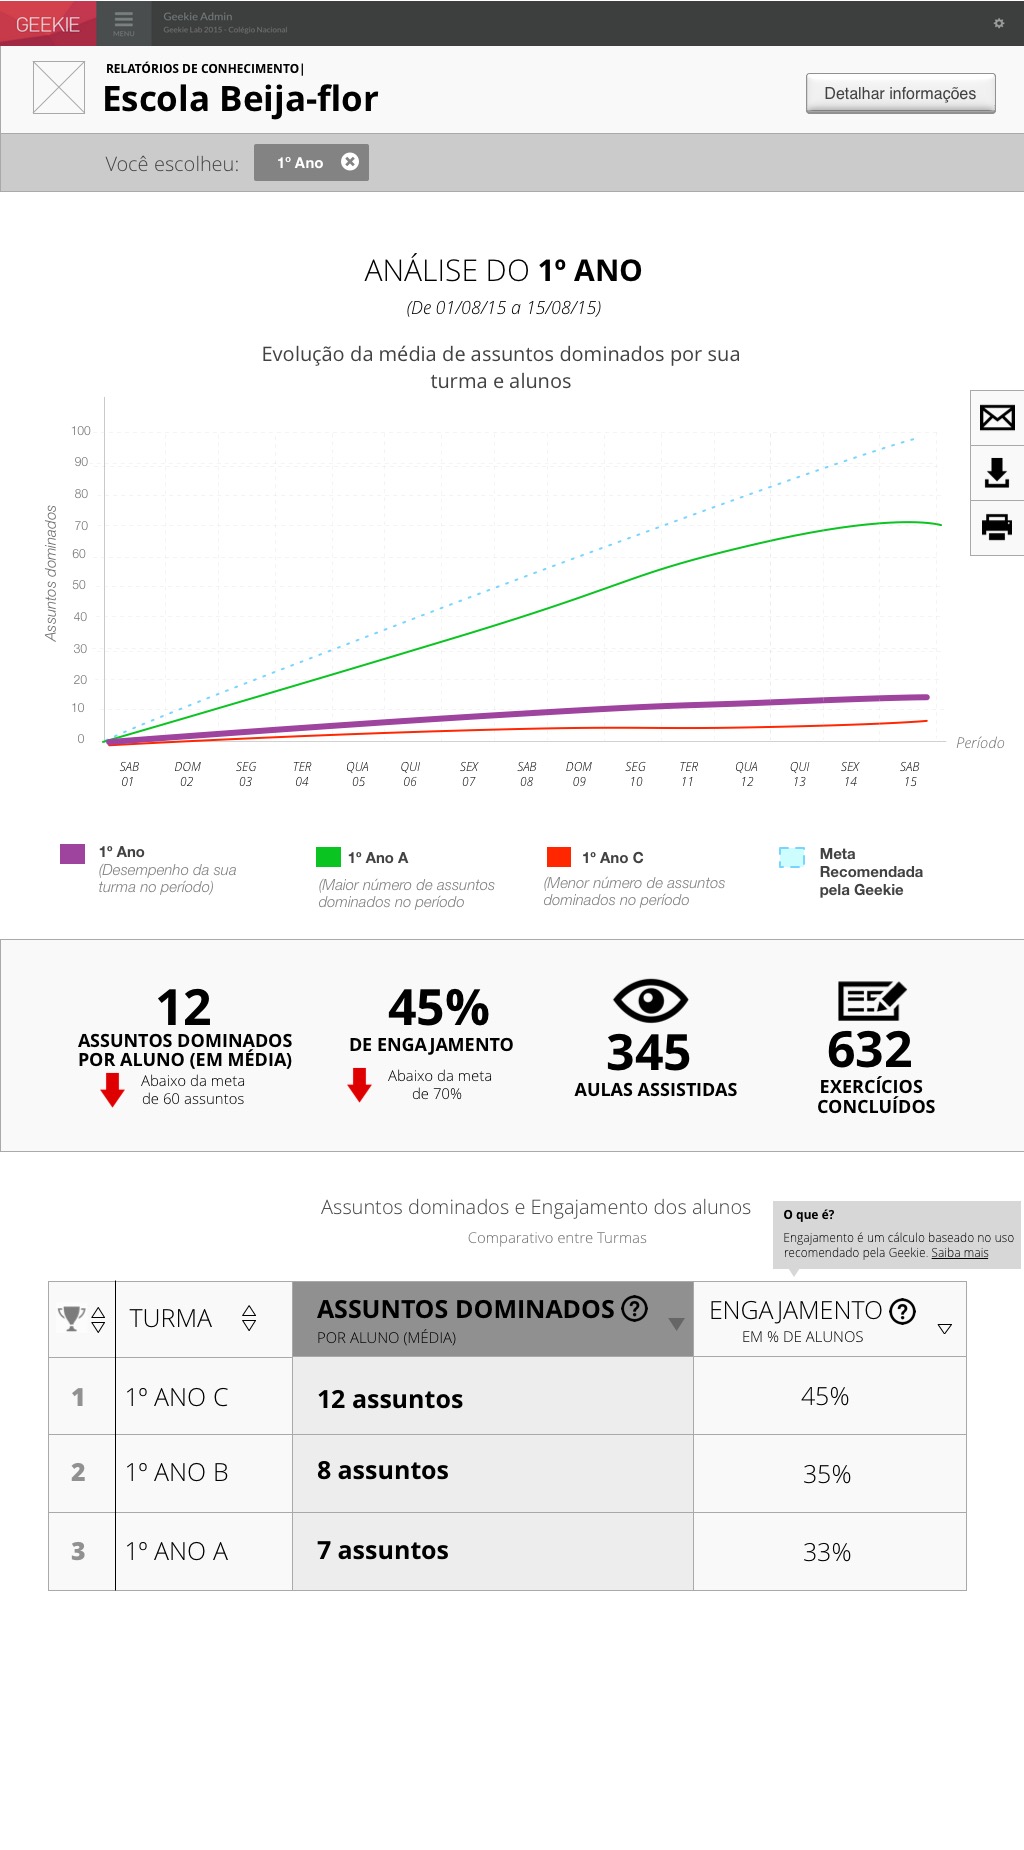 GEEKIE
MENU
Geekie Admin
Geekie Lab 2015 - Colégio Nacional
RELATÓRIOS DE CONHECIMENTO|
Escola Beija-flor
Detalhar informações
Você escolheu:
1º Ano
ANÁLISE DO 1º ANO
(De 01/08/15 a 15/08/15)
Evolução da média de assuntos dominados por sua
turma e alunos
Assuntos dominados
100
90
80
70
60
50
40
30
20
10
0
Período
SAB DOM SEG TER QUA QUI SEX SAB DOM SEG TER QUA QUI SEX SAB
01 02 03 04 05 06 07 08 09 10 11 12 13 14 15
1º Ano
(Desempenho da sua
turma no período)
1º Ano A
(Maior número de assuntos
dominados no período
1º Ano C
(Menor número de assuntos
dominados no período
Meta
Recomendada
pela Geekie
12
ASSUNTOS DOMINADOS
POR ALUNO (EM MÉDIA)
Abaixo da meta
de 60 assuntos
45%
DE ENGAJAMENTO
Abaixo da meta
de 70%
345
AULAS ASSISTIDAS
632
EXERCÍCIOS
CONCLUÍDOS
Assuntos dominados e Engajamento dos alunos
Comparativo entre Turmas
O que é?
Engajamento é um cálculo baseado no uso
recomendado pela Geekie. Saiba mais
TURMA
ASSUNTOS DOMINADOS ?
POR ALUNO (MÉDIA)
ENGAJAMENTO ?
EM % DE ALUNOS
1 1º ANO C 12 assuntos 45%
2 1º ANO B 8 assuntos 35%
3 1º ANO A 7 assuntos 33%